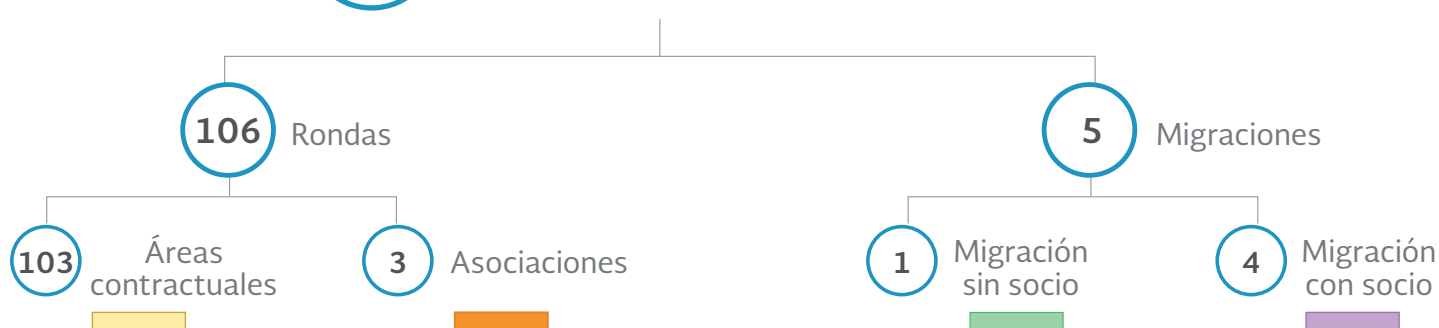 106 Rondas
5 Migraciones
103 Áreas
contractuales
3 Asociaciones
1 Migración
sin socio
4 Migración
con socio